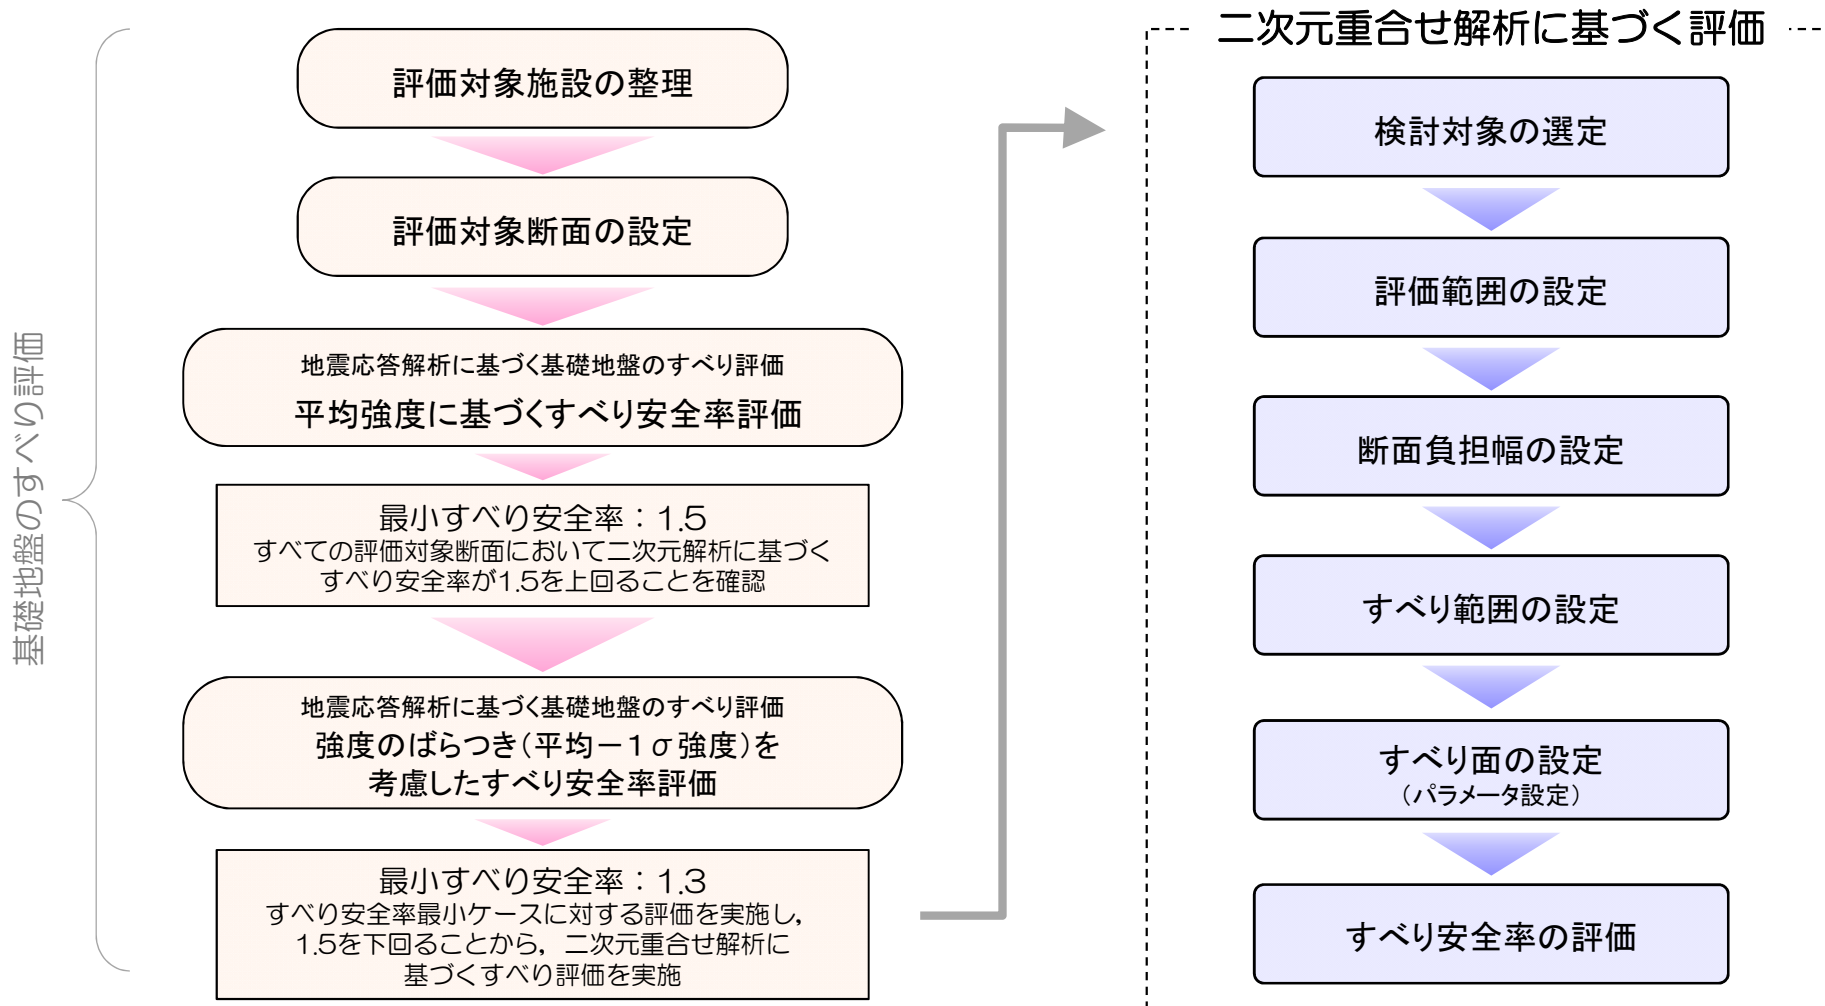 基礎地盤のすべり評価
評価対象施設の整理
評価対象断面の設定
地震応答解析に基づく基礎地盤のすべり評価
平均強度に基づくすべり安全率評価
最小すべり安全率：1.5
すべての評価対象断面において二次元解析に基づく
すべり安全率が1.5を上回ることを確認
地震応答解析に基づく基礎地盤のすべり評価
強度のばらつき（平均－１σ強度）を
考慮したすべり安全率評価
最小すべり安全率：1.3
すべり安全率最小ケースに対する評価を実施し，
1.5を下回ることから，二次元重合せ解析に
基づくすべり評価を実施
二次元重合せ解析に基づく評価
検討対象の選定
評価範囲の設定
断面負担幅の設定
すべり範囲の設定
すべり面の設定
（パラメータ設定）
すべり安全率の評価